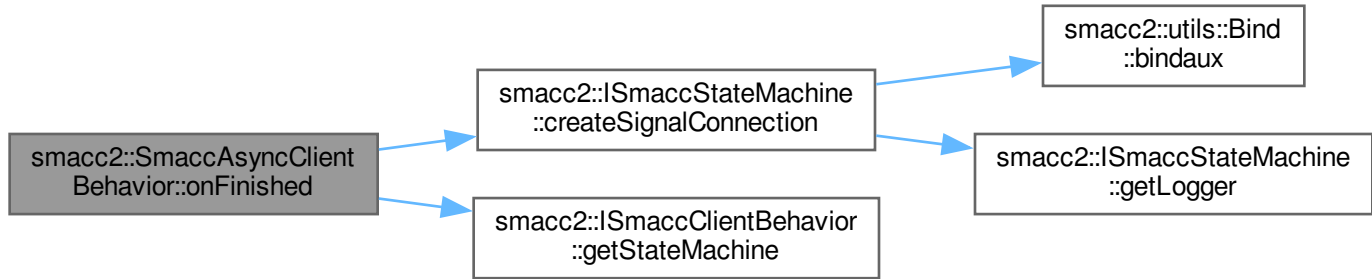 smacc2::SmaccAsyncClient
Behavior::onFinished
smacc2::ISmaccStateMachine
::createSignalConnection
smacc2::ISmaccClientBehavior
::getStateMachine
smacc2::utils::Bind
::bindaux
smacc2::ISmaccStateMachine
::getLogger